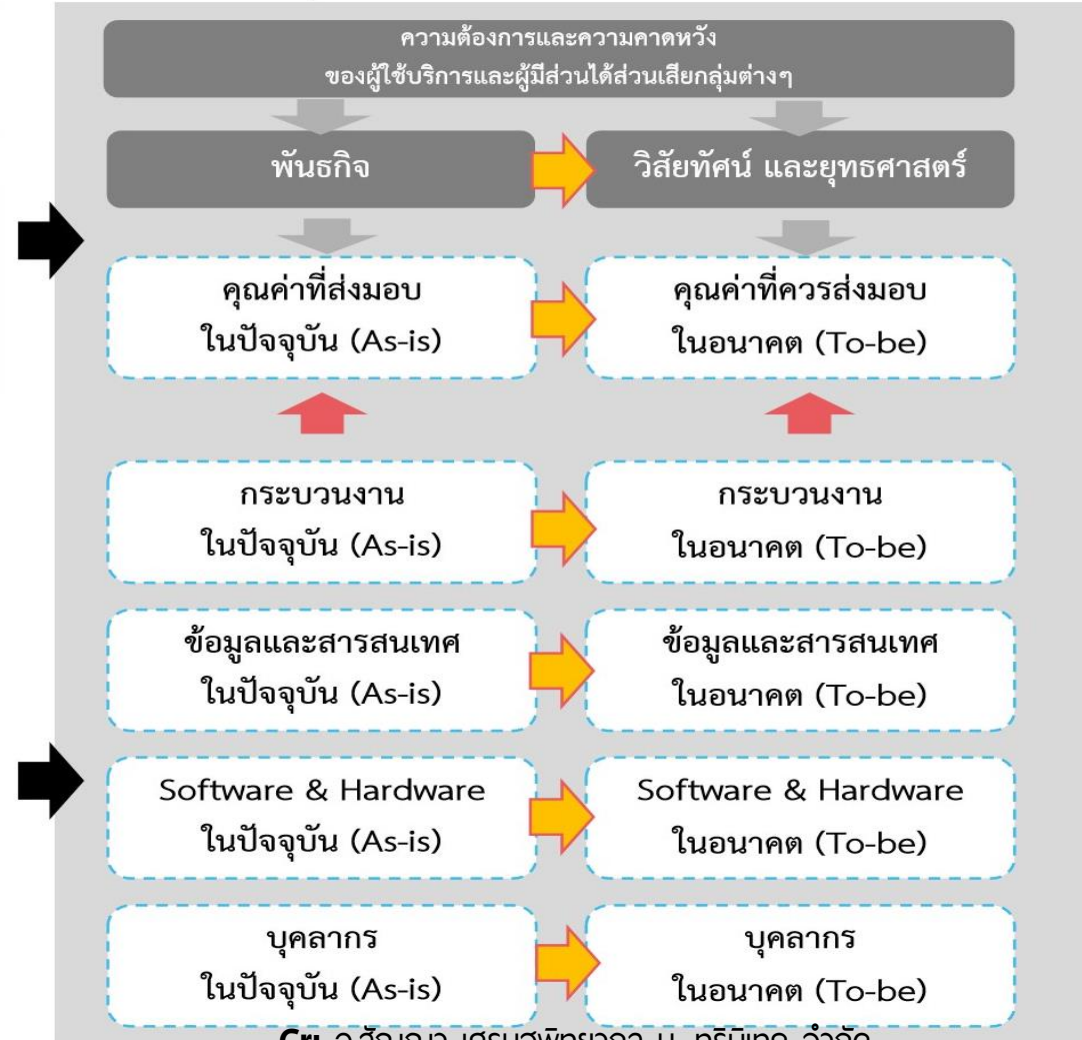 ความต้องการและความคาดหวัง
ของผู้ใช้บริการและผู้มีส่วนได้ส่วนเสียกลุ่มต่างๆ
พันธกิจ
วิสัยทัศน์ และยุทธศาสตร์
คุณค่าที่ส่งมอบ
ในปัจจุบัน (As-is)
คุณค่าที่ควรส่งมอบ
ในอนาคต (To-be)
กระบวนงาน
ในปัจจุบัน (As-is)
กระบวนงาน
ในอนาคต (To-be)
ข้อมูลและสารสนเทศ
ในปัจจุบัน (As-is)
ข้อมูลและสารสนเทศ
ในอนาคต (To-be)
Software & Hardware
ในปัจจุบัน (As-is)
Software & Hardware
ในอนาคต (To-be)
บุคลากร
ในปัจจุบัน (As-is)
บุคลากร
ในอนาคต (To-be)
Cr: